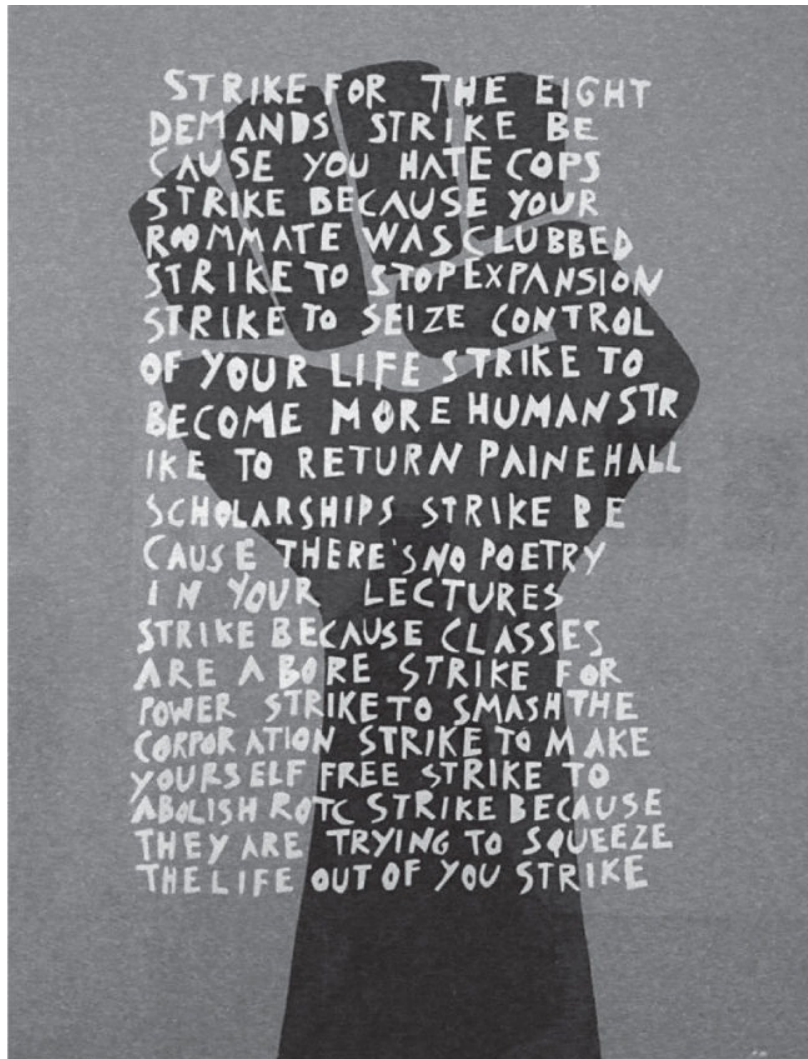 STRIKE FOR THE EIGHT
DEMANDS STRIKE BE
CAUSE YOU HATE COPS
STRIKE BECAUSE YOUR
ROOMMATE WAS CLUBBED
STRIKE TO STOP EXPANSION
STRIKE TO SEIZE CONTROL
OF YOUR LIFE STRIKE TO
BECOME MORE HUMAN STR
IKE TO RETURN PAINE HALL
SCHOLARSHIPS STRIKE BE
CAUSE THERE'S NO POETRY
IN YOUR LECTURES
STRIKE BECAUSE CLASSES
ARE A BORE STRIKE FOR
POWER STRIKE TO SMASH THE
CORPORATION STRIKE TO MAKE
YOURSELF FREE STRIKE TO
ABOLISH ROTC STRIKE BECAUSE
THEY ARE TRYING TO SQUEEZE
THE LIFE OUT OF YOU STRIKE